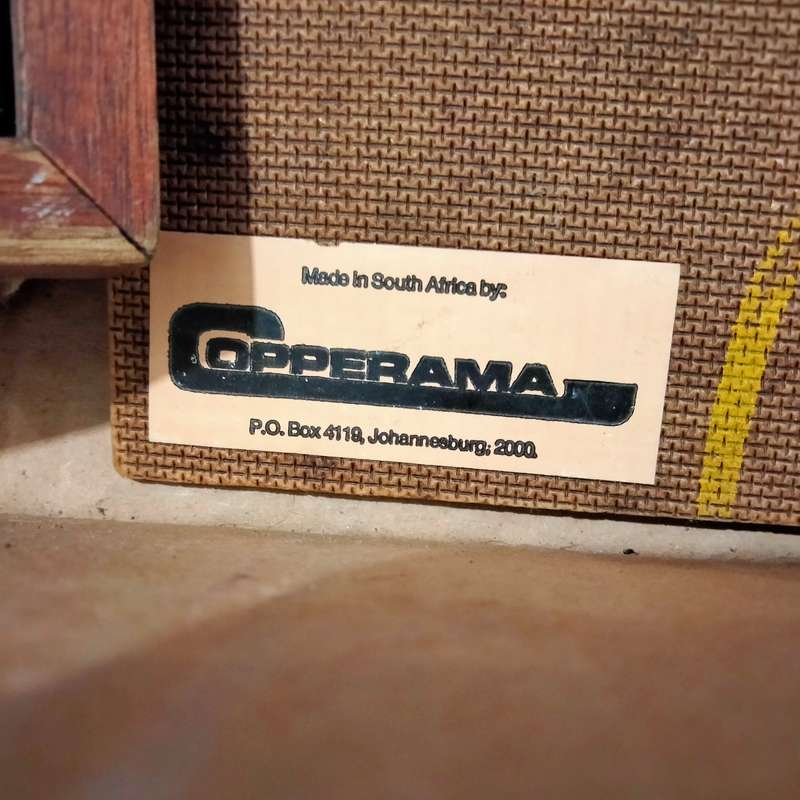 Made in South Africa by:
COPPERAMA
P.O. Box 4119, Johannesburg, 2000.